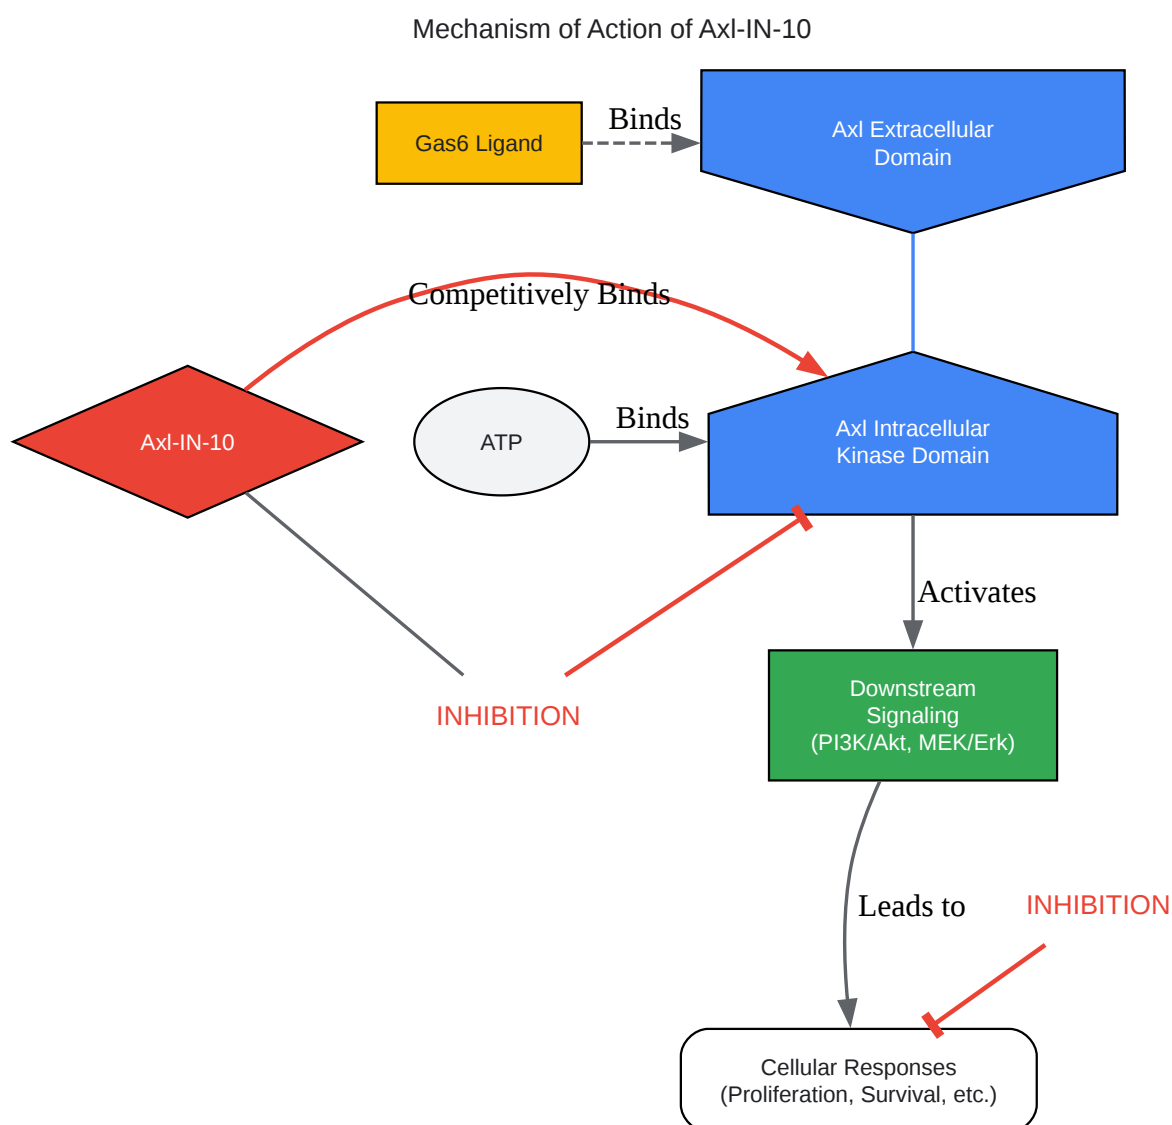 Mechanism of Action of Axl-IN-10
Gas6 Ligand
Binds
Axl Extracellular
Domain
Competitively Binds
Axl-IN-10
ATP
Binds
Axl Intracellular
Kinase Domain
Activates
INHIBITION
Downstream
Signaling
(PI3K/Akt, MEK/Erk)
Leads to
INHIBITION
Cellular Responses
(Proliferation, Survival, etc.)